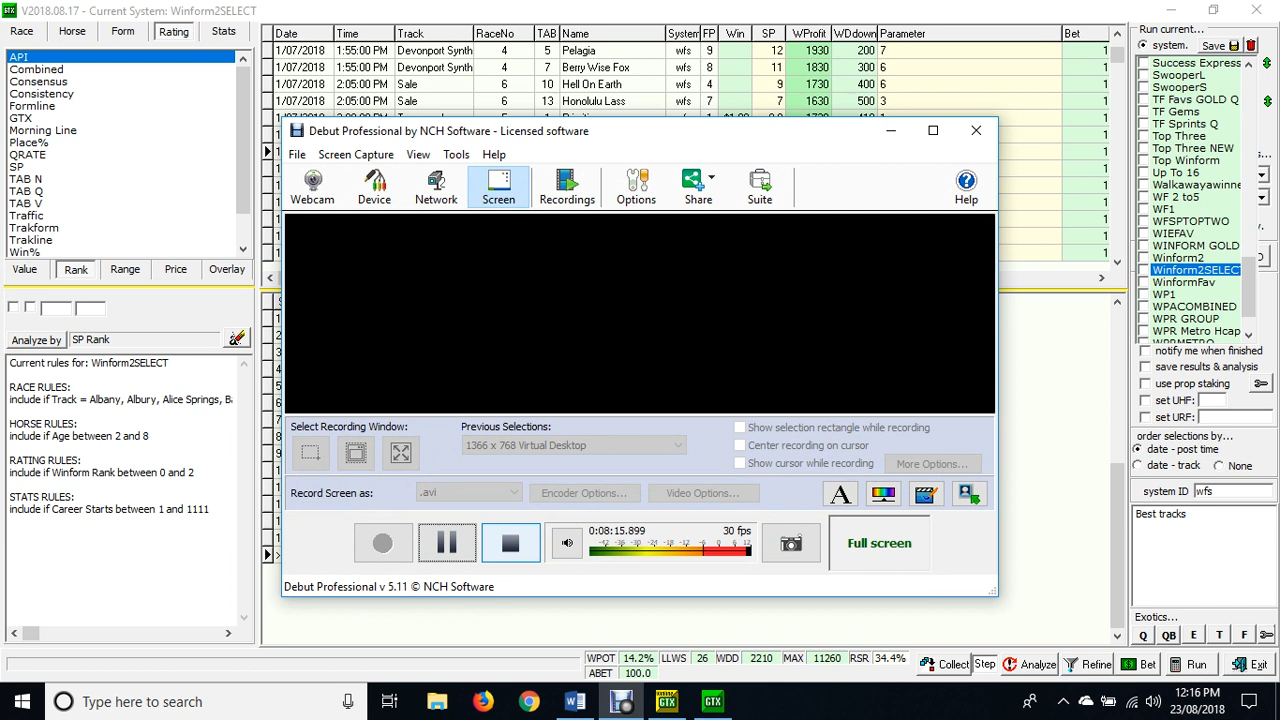 V2018.08.17 - Current System: Winform2SELECT
Race Horse Form Rating Stats
API
Combined
Consensus
Consistency
Formline
GTX
Morning Line
Place%
QRATE
SP
TAB N
TAB Q
TAB V
Traffic
Trakform
Trakline
Win%
Value Rank Range Price Overlay
Analyze by SP Rank
Current rules for: Winform2SELECT
RACE RULES:
include if Track = Albany, Albury, Alice Springs, Ba
HORSE RULES:
include if Age between 2 and 8
RATING RULES:
include if Winform Rank between 0 and 2
STATS RULES:
include if Career Starts between 1 and 1111
Date Time Track RaceNo TAB Name System FP Win SP WProfit WDdown Parameter Bet
1/07/2018 1:55:00 PM Devonport Synth 4 5 Pelagia wfs 9 12 1930 200 7 1
1/07/2018 1:55:00 PM Devonport Synth 4 7 Berry Wise Fox wfs 8 11 1830 300 6 1
1/07/2018 2:05:00 PM Sale 6 10 Hell On Earth wfs 4 9 1730 400 6 1
1/07/2018 2:05:00 PM Sale 6 13 Honolulu Lass wfs 7 6 1630 500 3 1
Debut Professional by NCH Software - Licensed software
File Screen Capture View Tools Help
Webcam Device Network Screen Recordings Options Share Suite Help
Select Recording Window: Previous Selections:
1366 x 768 Virtual Desktop
Show selection rectangle while recording
Center recording on cursor
Show cursor while recording More Options...
Record Screen as: .avi Encoder Options... Video Options...
A
0:08:15.899 30 fps
-42 -36 -30 -24 -18 -12 -6 0 6 12
Full screen
Debut Professional v 5.11 © NCH Software
Run current...
system. Save
Success Express
SwooperL
SwooperS
TF Favs GOLD Q
TF Gems
TF Sprints Q
Top Three
Top Three NEW
Top Winform
Up To 16
Walkawayawinne
WF 2 to5
WF1
WFSPTOPTWO
WIEFAV
WINFORM GOLD
Winform2
Winform2SELECT
WinformFav
WP1
WPACOMBINED
WPR GROUP
WPR Metro Hcap
notify me when finished
save results & analysis
use prop staking
set UHF:
set URF:
order selections by...
date - post time
date - track None
system ID wfs
Best tracks
Exotics...
Q QB E T F
WPOT 14.2% LLWS 26 WDD 2210 MAX 11260 RSR 34.4%
ABET 100.0
Collect Step Analyze Refine Bet Run Exit
Type here to search
12:16 PM
23/08/2018